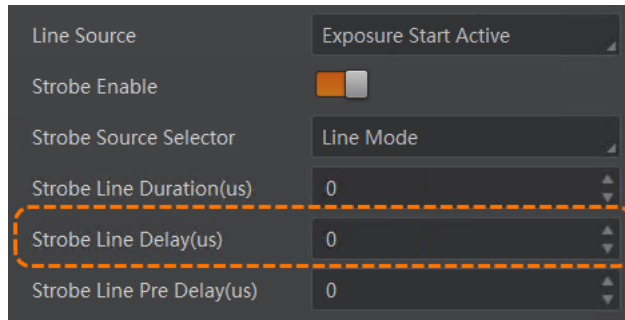 Line Source Exposure Start Active
Strobe Enable
Strobe Source Selector Line Mode
Strobe Line Duration(us) 0
Strobe Line Delay(us) 0
Strobe Line Pre Delay(us) 0